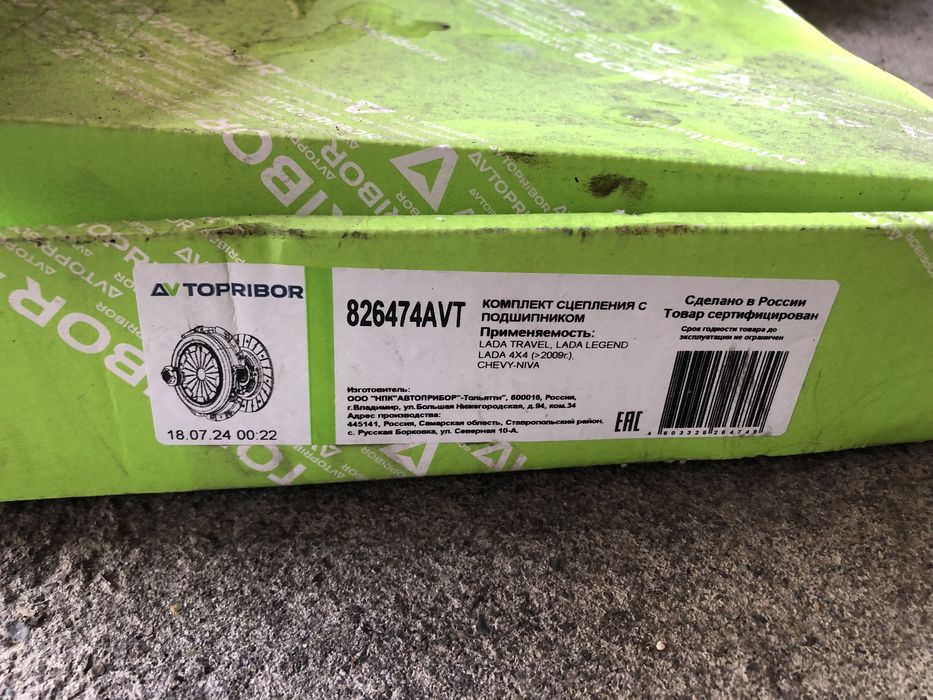 AVTOPRIBOR
18.07.24 00:22
826474AVT
КОМПЛЕКТ СЦЕПЛЕНИЯ С
ПОДШИПНИКОМ
Применяемость:
LADA TRAVEL, LADA LEGEND
LADA 4X4 (>2009г.),
CHEVY-NIVA
Изготовитель:
ООО "НПК"АВТОПРИБОР"-Тольятти", 600016, Россия,
г.Владимир, ул.Большая Нижегородская, д.94, ком.34
Адрес производства:
445141, Россия, Самарская область, Ставропольский район,
с. Русская Борковка, ул. Северная 10-А.
Сделано в России
Товар сертифицирован
Срок годности товара до
эксплуатации не ограничен
EAC
4603329264748
AVTOPRIBOR
AVTOPRIBOR
AVTOPRIBOR